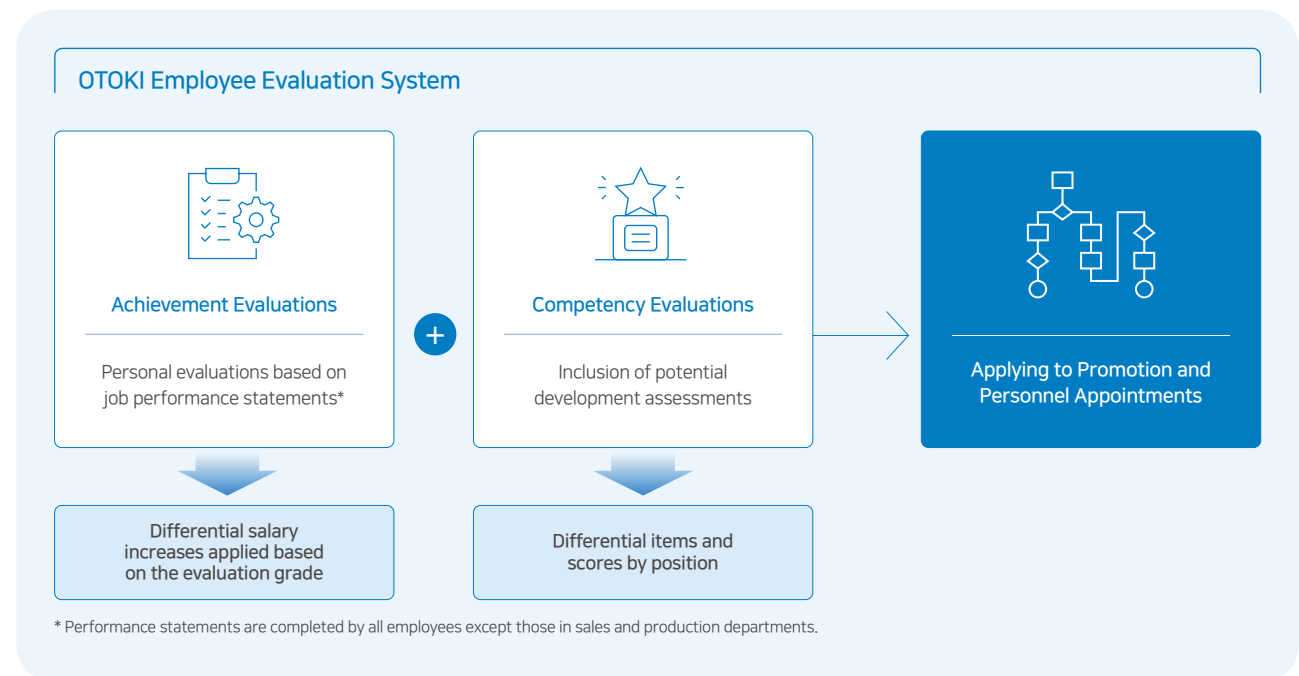 OTOKI Employee Evaluation System
Achievement Evaluations
Personal evaluations based on
job performance statements*
+
Competency Evaluations
Inclusion of potential
development assessments
Applying to Promotion and
Personnel Appointments
Differential salary
increases applied based
on the evaluation grade
Differential items and
scores by position
* Performance statements are completed by all employees except those in sales and production departments.